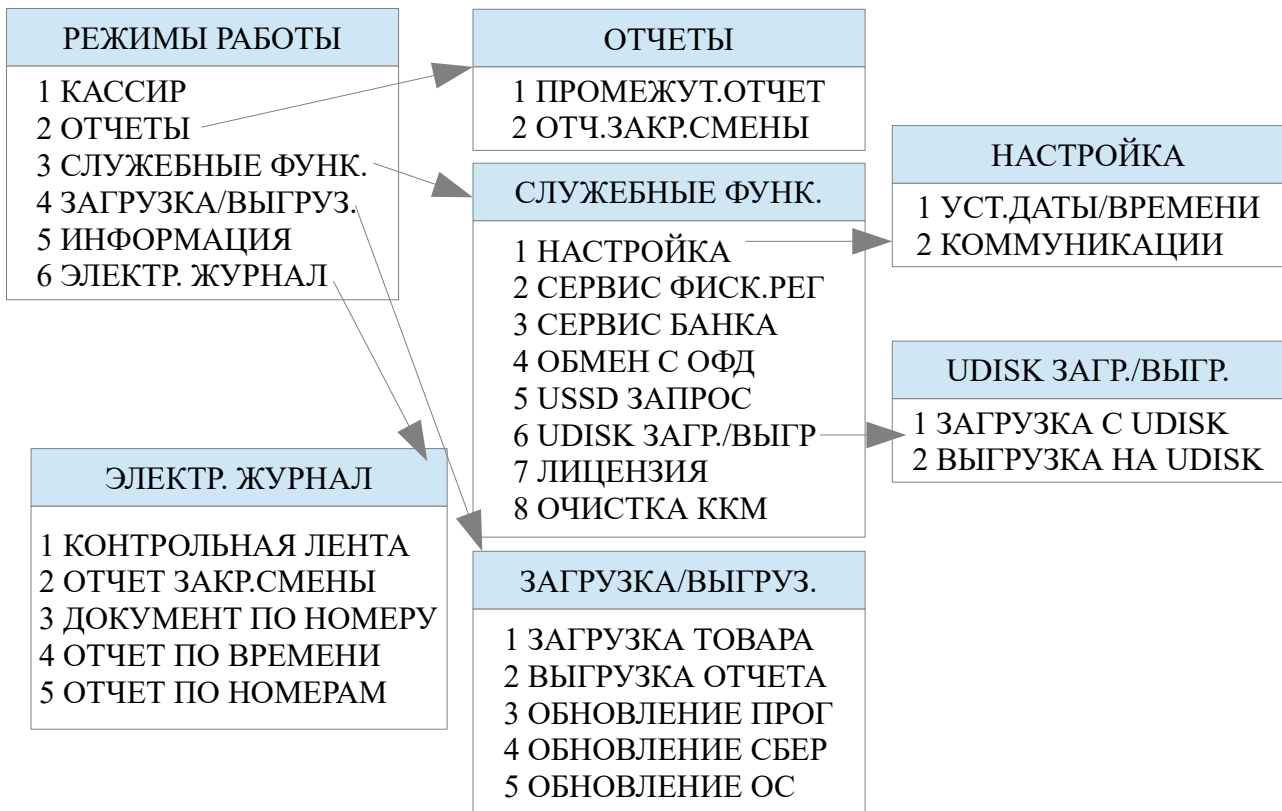 РЕЖИМЫ РАБОТЫ
1 КАССИР
2 ОТЧЕТЫ
3 СЛУЖЕБНЫЕ ФУНК.
4 ЗАГРУЗКА/ВЫГРУЗ.
5 ИНФОРМАЦИЯ
6 ЭЛЕКТР. ЖУРНАЛ
ОТЧЕТЫ
1 ПРОМЕЖУТ.ОТЧЕТ
2 ОТЧ.ЗАКР.СМЕНЫ
СЛУЖЕБНЫЕ ФУНК.
1 НАСТРОЙКА
2 СЕРВИС ФИСК.РЕГ
3 СЕРВИС БАНКА
4 ОБМЕН С ОФД
5 USSD ЗАПРОС
6 UDISK ЗАГР./ВЫГР
7 ЛИЦЕНЗИЯ
8 ОЧИСТКА ККМ
НАСТРОЙКА
1 УСТ.ДАТЫ/ВРЕМЕНИ
2 КОММУНИКАЦИИ
UDISK ЗАГР./ВЫГР.
1 ЗАГРУЗКА С UDISK
2 ВЫГРУЗКА НА UDISK
ЭЛЕКТР. ЖУРНАЛ
1 КОНТРОЛЬНАЯ ЛЕНТА
2 ОТЧЕТ ЗАКР.СМЕНЫ
3 ДОКУМЕНТ ПО НОМЕРУ
4 ОТЧЕТ ПО ВРЕМЕНИ
5 ОТЧЕТ ПО НОМЕРАМ
ЗАГРУЗКА/ВЫГРУЗ.
1 ЗАГРУЗКА ТОВАРА
2 ВЫГРУЗКА ОТЧЕТА
3 ОБНОВЛЕНИЕ ПРОГ
4 ОБНОВЛЕНИЕ СБЕР
5 ОБНОВЛЕНИЕ ОС